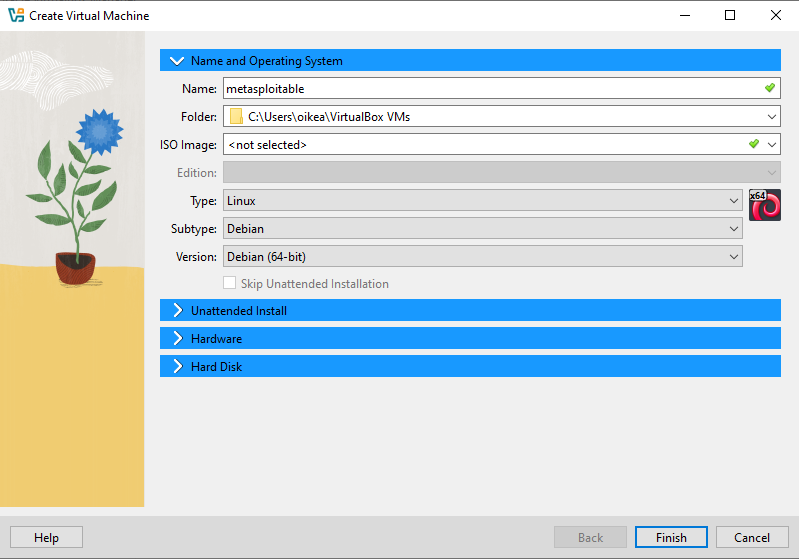 Create Virtual Machine
Name and Operating System
Name: metasploitable
Folder: C:\Users\oikea\VirtualBox VMs
ISO Image: <not selected>
Edition:
Type: Linux
x64
Subtype: Debian
Version: Debian (64-bit)
Skip Unattended Installation
Unattended Install
Hardware
Hard Disk
Help Back Finish Cancel